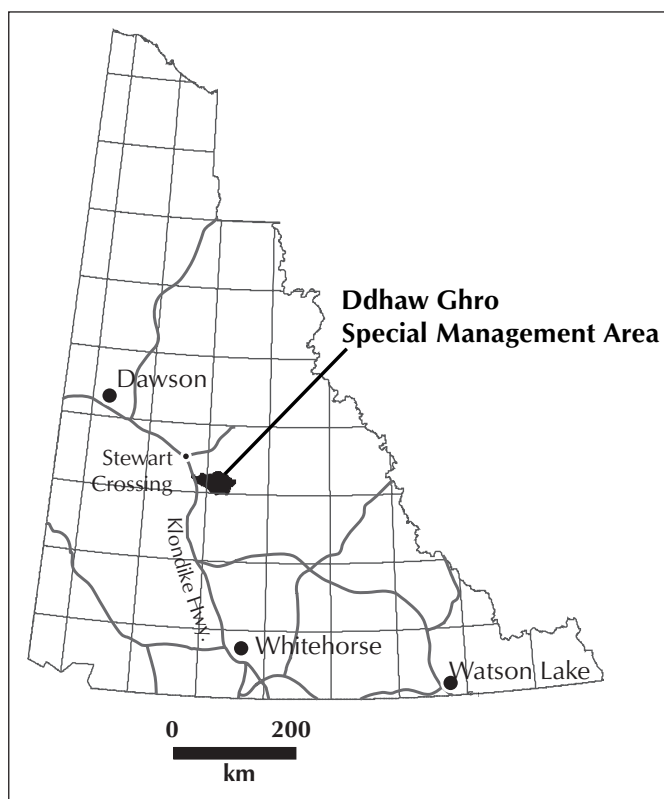 Ddhaw Ghro
Special Management Area
Dawson
Stewart
Crossing
Klondike Hwy.
Whitehorse
Watson Lake
0 200
km